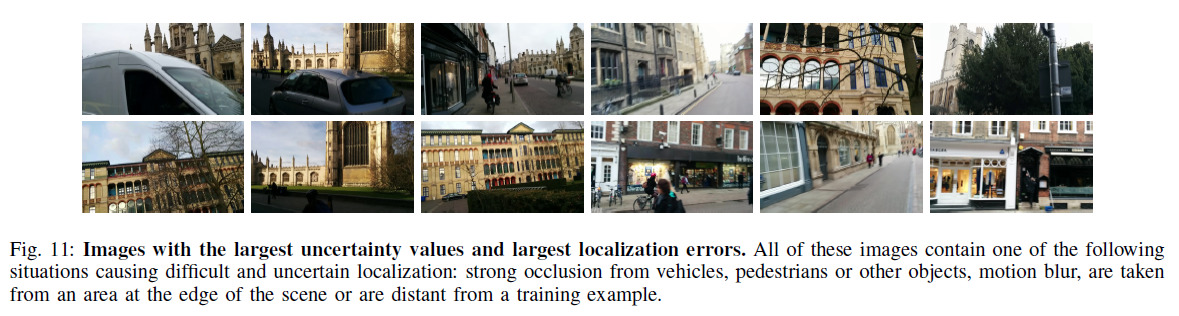 Fig. 11: Images with the largest uncertainty values and largest localization errors. All of these images contain one of the following
situations causing difficult and uncertain localization: strong occlusion from vehicles, pedestrians or other objects, motion blur, are taken
from an area at the edge of the scene or are distant from a training example.